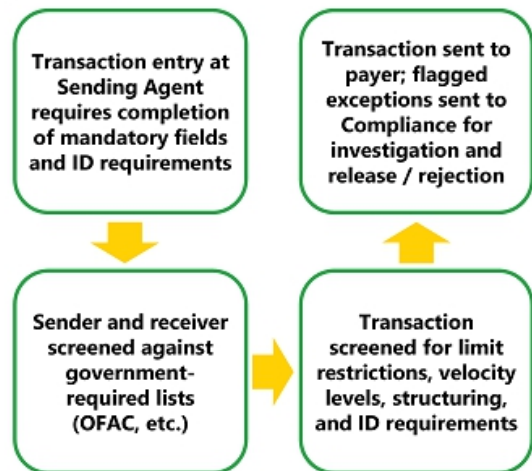 Transaction entry at
Sending Agent
requires completion
of mandatory fields
and ID requirements
Sender and receiver
screened against
government-
required lists
(OFAC, etc.)
Transaction
screened for limit
restrictions, velocity
levels, structuring,
and ID requirements
Transaction sent to
payer; flagged
exceptions sent to
Compliance for
investigation and
release / rejection